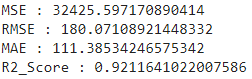 MSE : 32425.597170890414
RMSE : 180.07108921448332
MAE : 111.38534246575342
R2_Score : 0.9211641022007586